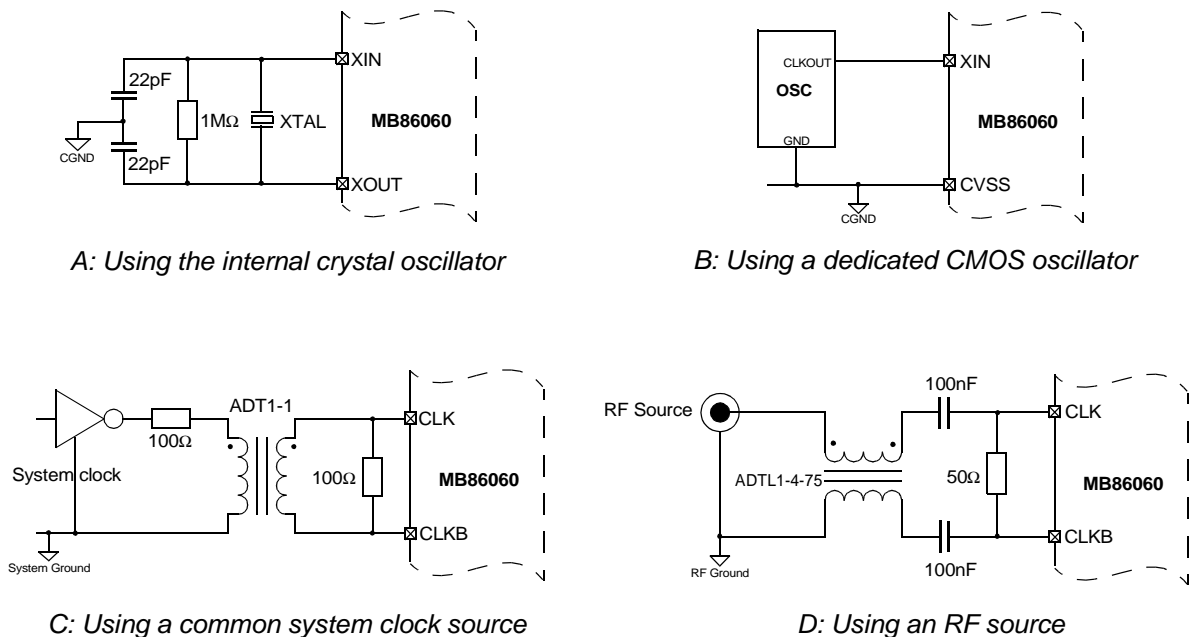 XIN
22pF
1MΩ
XTAL
MB86060
CGND
22pF
XOUT
A: Using the internal crystal oscillator
CLKOUT
OSC
XIN
MB86060
GND
CVSS
CGND
B: Using a dedicated CMOS oscillator
ADT1-1
CLK
100Ω
System clock
100Ω
MB86060
CLKB
System Ground
C: Using a common system clock source
100nF
RF Source
CLK
ADTL1-4-75
50Ω
MB86060
CLKB
RF Ground
100nF
D: Using an RF source